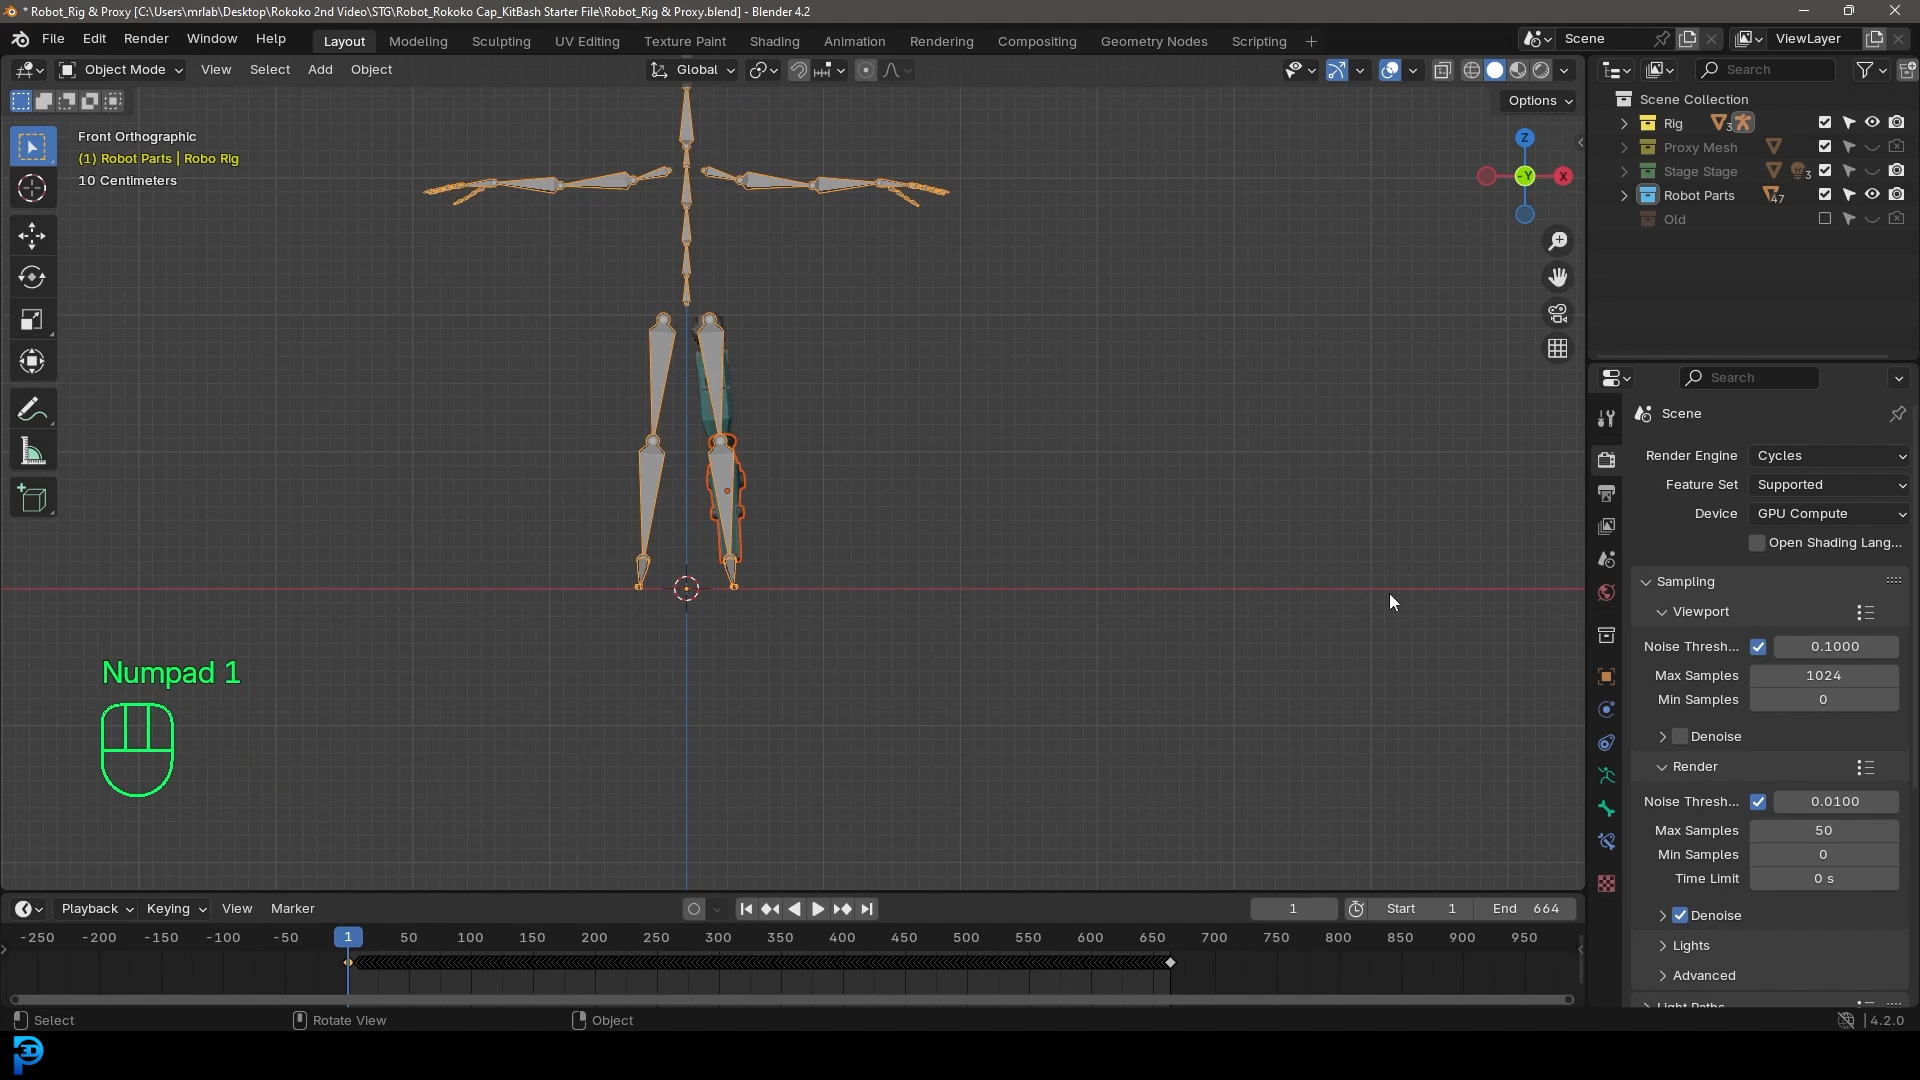 * Robot_Rig & Proxy [C:\Users\mrlab\Desktop\Rokoko 2nd Video\STG\Robot_Rokoko Cap_KitBash Starter File\Robot_Rig & Proxy.blend] - Blender 4.2
File Edit Render Window Help Layout Modeling Sculpting UV Editing Texture Paint Shading Animation Rendering Compositing Geometry Nodes Scripting + Scene ViewLayer
Object Mode View Select Add Object Global Search
Options
Scene Collection
Rig 3
Proxy Mesh
Stage Stage 3
Robot Parts 47
Old
Front Orthographic
(1) Robot Parts | Robo Rig
10 Centimeters
Z
-Y
X
Numpad 1
Search
Scene
Render Engine Cycles
Feature Set Supported
Device GPU Compute
Open Shading Lang...
Sampling
Viewport
Noise Thresh... 0.1000
Max Samples 1024
Min Samples 0
Denoise
Render
Noise Thresh... 0.0100
Max Samples 50
Min Samples 0
Time Limit 0 s
Denoise
Lights
Advanced
Light Paths
Playback Keying View Marker 1 Start 1 End 664
-250 -200 -150 -100 -50 1 50 100 150 200 250 300 350 400 450 500 550 600 650 700 750 800 850 900 950
Select Rotate View Object 4.2.0